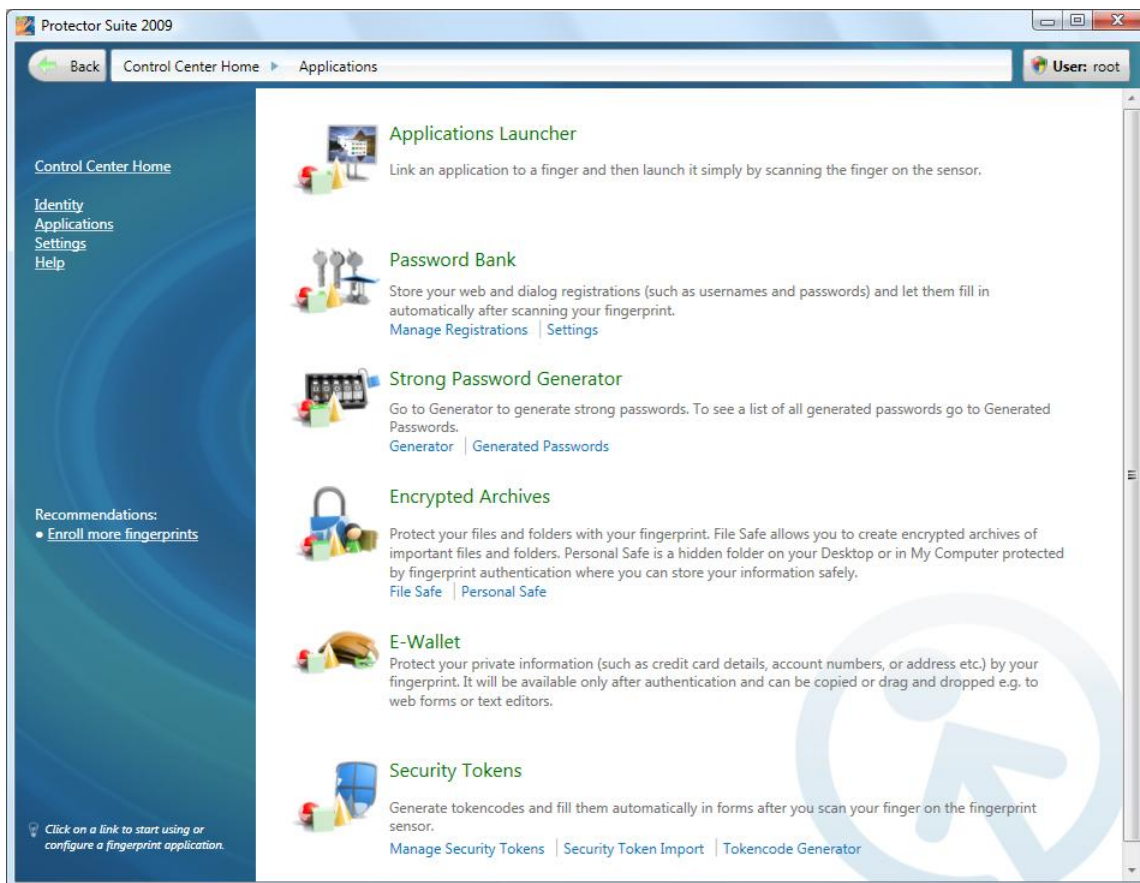 Protector Suite 2009
Back Control Center Home Applications User: root
Control Center Home
Identity
Applications
Settings
Help
Recommendations:
• Enroll more fingerprints
Click on a link to start using or
configure a fingerprint application.
Applications Launcher
Link an application to a finger and then launch it simply by scanning the finger on the sensor.
Password Bank
Store your web and dialog registrations (such as usernames and passwords) and let them fill in
automatically after scanning your fingerprint.
Manage Registrations | Settings
Strong Password Generator
Go to Generator to generate strong passwords. To see a list of all generated passwords go to Generated
Passwords.
Generator | Generated Passwords
Encrypted Archives
Protect your files and folders with your fingerprint. File Safe allows you to create encrypted archives of
important files and folders. Personal Safe is a hidden folder on your Desktop or in My Computer protected
by fingerprint authentication where you can store your information safely.
File Safe | Personal Safe
E-Wallet
Protect your private information (such as credit card details, account numbers, or address etc.) by your
fingerprint. It will be available only after authentication and can be copied or drag and dropped e.g. to
web forms or text editors.
Security Tokens
Generate tokencodes and fill them automatically in forms after you scan your finger on the fingerprint
sensor.
Manage Security Tokens | Security Token Import | Tokencode Generator